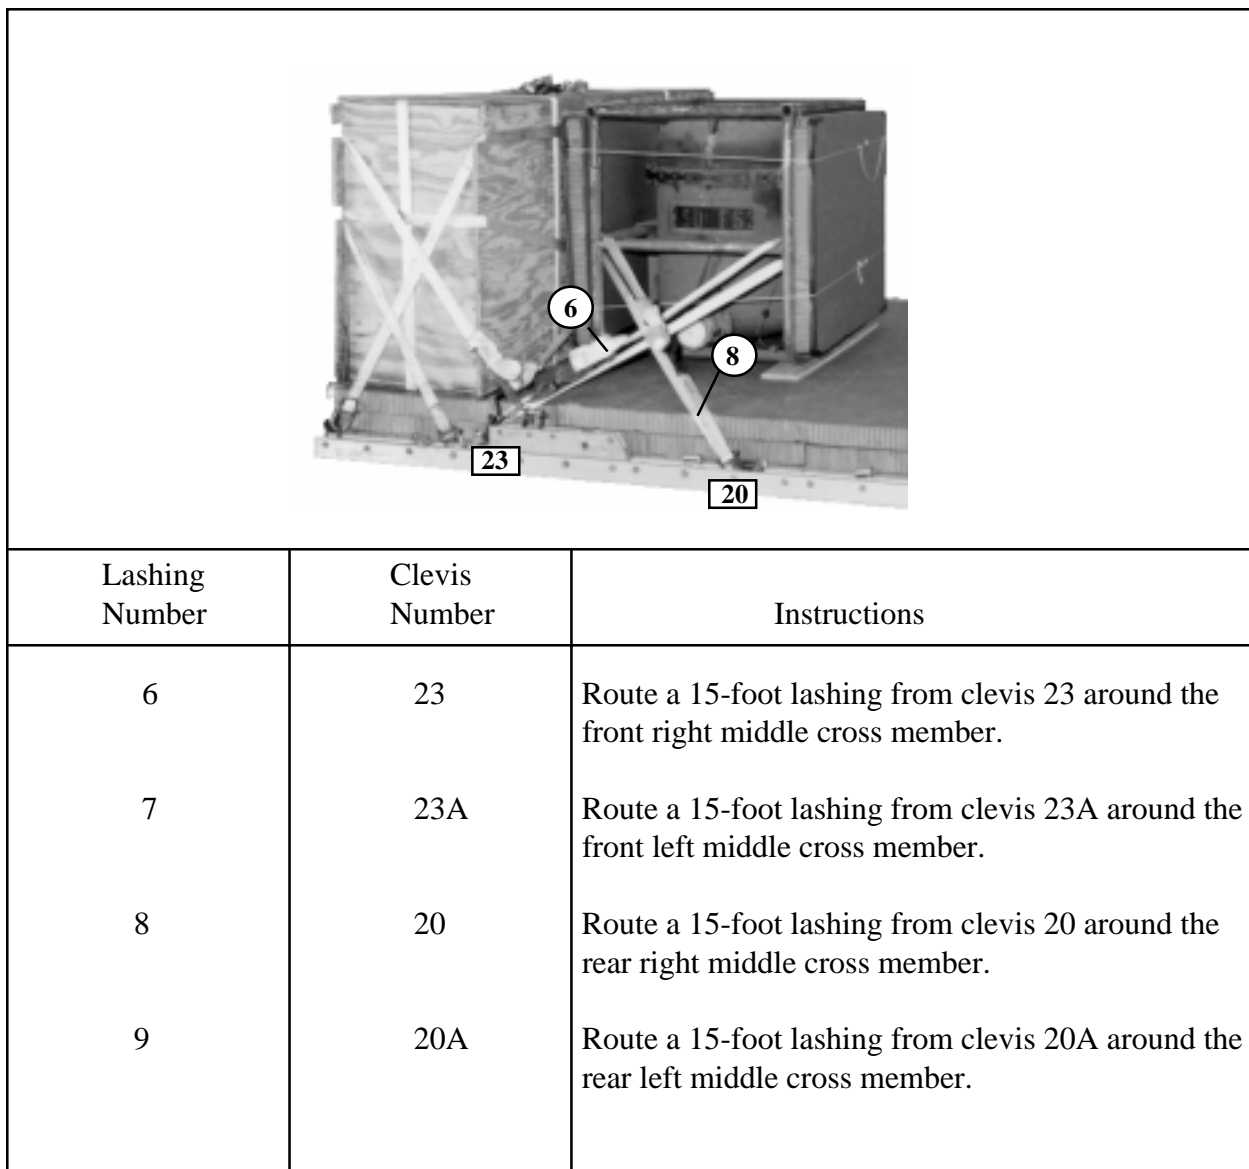 6
8
23
20
Lashing Number
Clevis Number
Instructions
6
23
Route a 15-foot lashing from clevis 23 around the
front right middle cross member.
7
23A
Route a 15-foot lashing from clevis 23A around the
front left middle cross member.
8
20
Route a 15-foot lashing from clevis 20 around the
rear right middle cross member.
9
20A
Route a 15-foot lashing from clevis 20A around the
rear left middle cross member.